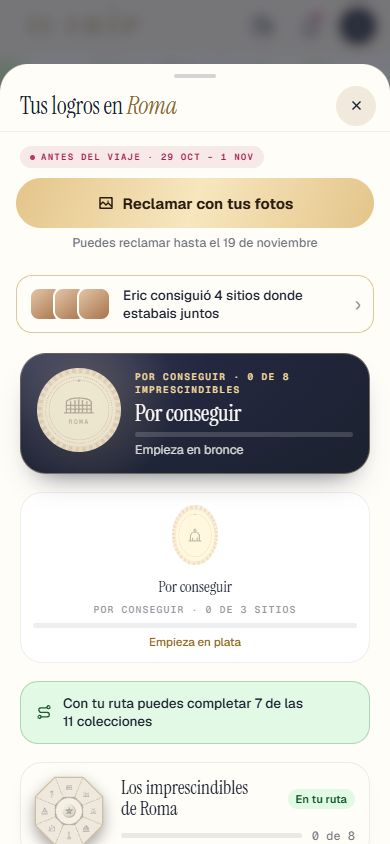 Tus logros en Roma
ANTES DEL VIAJE · 29 OCT – 1 NOV
Reclamar con tus fotos
Puedes reclamar hasta el 19 de noviembre
Eric consiguió 4 sitios donde
estabais juntos
POR CONSEGUIR · 0 DE 8
IMPRESCINDIBLES
Por conseguir
ROMA
Empieza en bronce
Por conseguir
POR CONSEGUIR · 0 DE 3 SITIOS
Empieza en plata
Con tu ruta puedes completar 7 de las
11 colecciones
Los imprescindibles
de Roma
En tu ruta
0 de 8